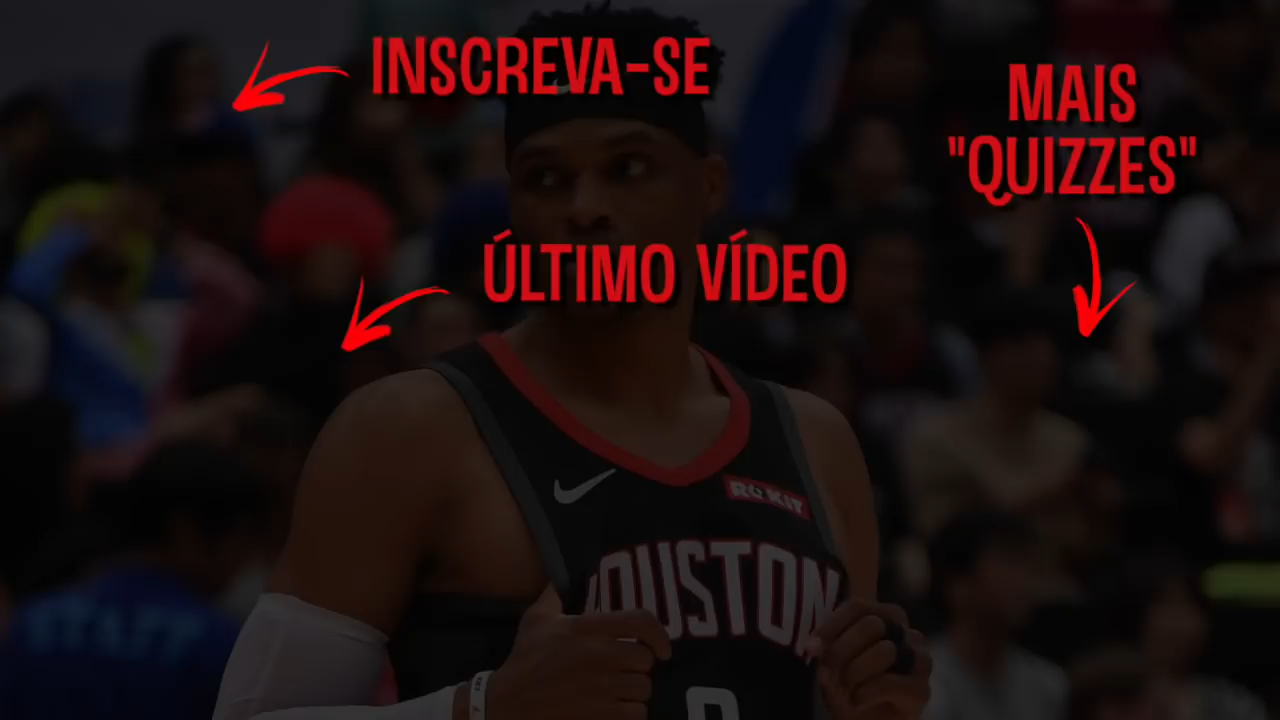 INSCREVA-SE
MAIS
"QUIZZES"
ÚLTIMO VÍDEO
ROKiT
HOUSTON
STAFF